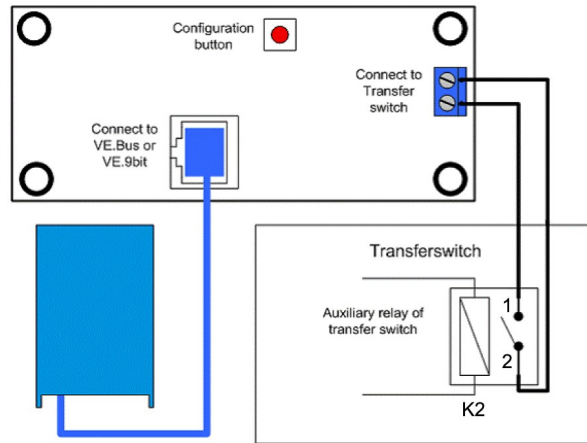 Configuration
button
Connect to
Transfer
switch
Connect to
VE.Bus or
VE.9bit
Transferswitch
Auxiliary relay of
transfer switch
1
2
K2